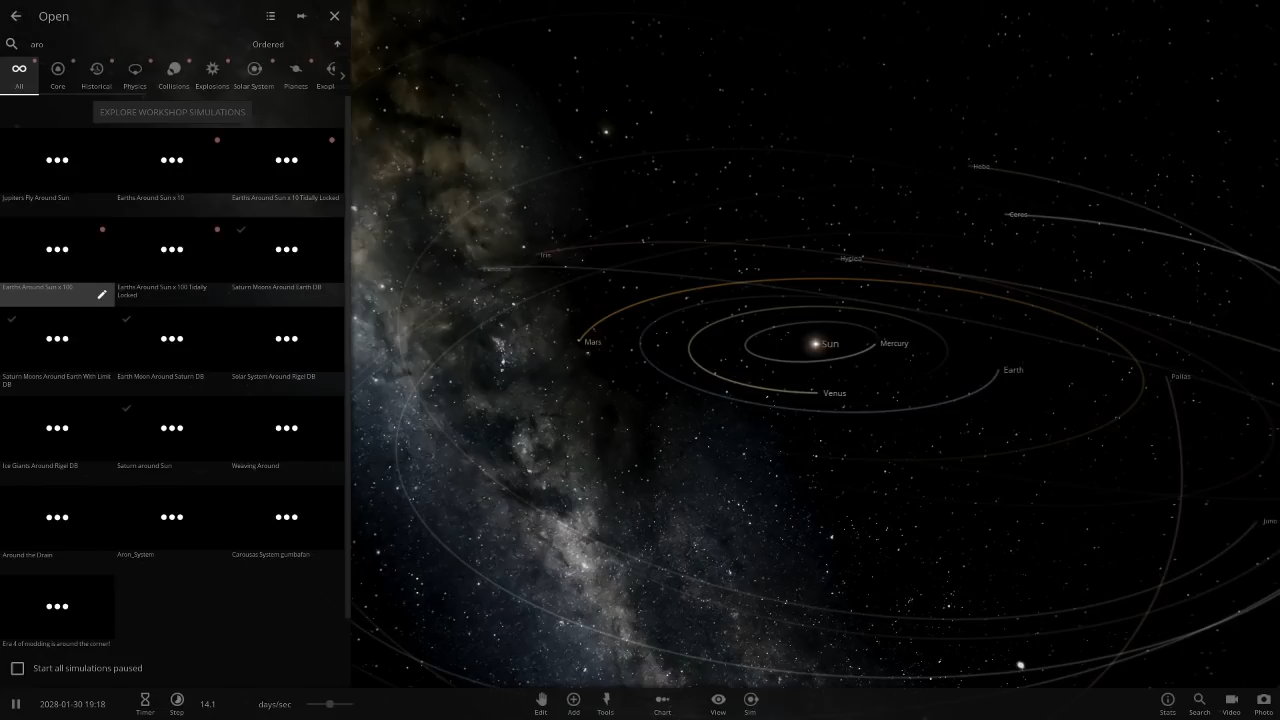 Open
aro
Ordered
All
Core
Historical
Physics
Collisions
Explosions
Solar System
Planets
EXPLORE WORKSHOP SIMULATIONS
Jupiters Fly Around Sun
Earths Around Sun x 10
Earths Around Sun x 10 Tidally Locked
Earths Around Sun x 100
Earths Around Sun x 100 Tidally
Locked
Saturn Moons Around Earth DB
Saturn Moons Around Earth With Limit
DB
Earth Moon Around Saturn DB
Solar System Around Rigel DB
Ice Giants Around Rigel DB
Saturn around Sun
Weaving Around
Around the Drain
Aron_System
Carousas System gumbafan
Era 4 of modding is around the corner!
Start all simulations paused
Hebe
Ceres
Iris
Hygiea
Sun
Mercury
Mars
Earth
Pallas
Venus
Juno
2028-01-30 19:18
Timer
Step
14.1
days/sec
Edit
Add
Tools
Chart
View
Sim
Stats
Search
Video
Photo